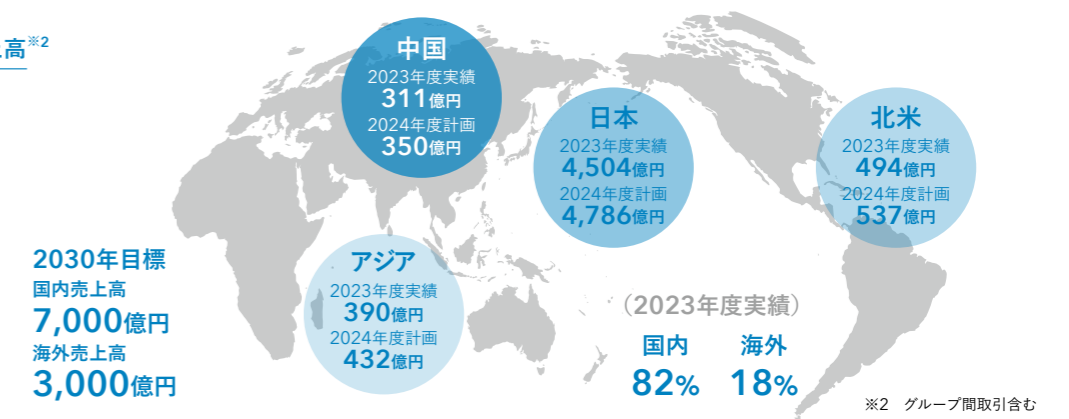 高※2
中国
2023年度実績
311億円
2024年度計画
350億円
日本
2023年度実績
4,504億円
2024年度計画
4,786億円
北米
2023年度実績
494億円
2024年度計画
537億円
アジア
2023年度実績
390億円
2024年度計画
432億円
2030年目標
国内売上高
7,000億円
海外売上高
3,000億円
（2023年度実績）
国内 海外
82% 18%
※2 グループ間取引含む